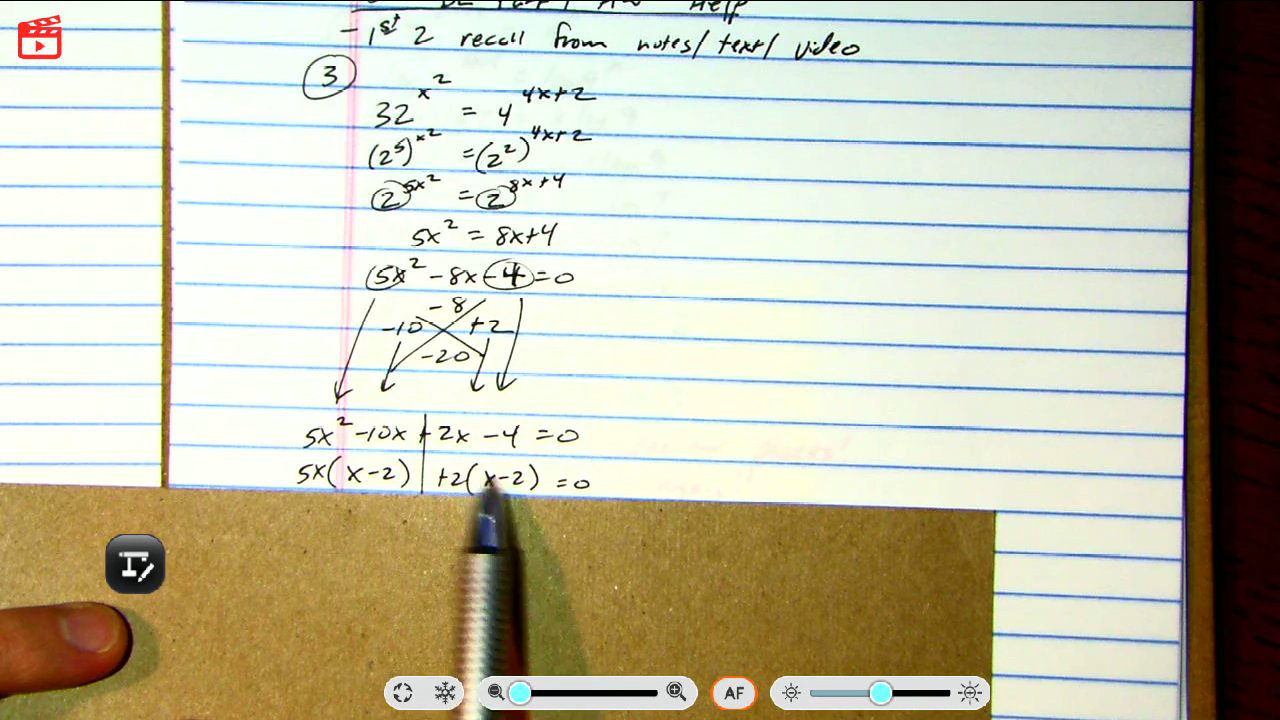 Help
- 1st 2 recall from notes/ text/ video
3
32^x^2 = 4^4x+2
(2^5)^x^2 = (2^2)^4x+2
2^5x^2 = 2^8x+4
5x^2 = 8x+4
5x^2 - 8x - 4 = 0
-8
-10 +2
-20
5x^2 - 10x + 2x - 4 = 0
5x(x-2) +2(x-2) = 0
AF